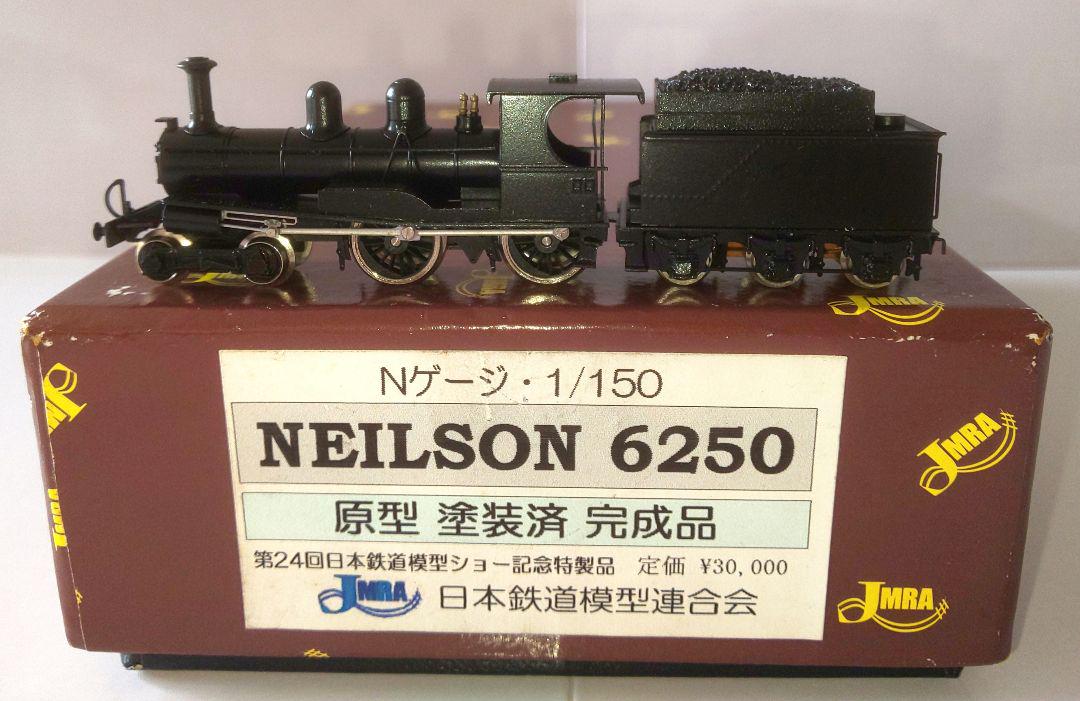 Nゲージ・1/150
NEILSON 6250
原型 塗装済 完成品
第24回日本鉄道模型ショー記念特製品 定価 ¥30,000
JMRA 日本鉄道模型連合会
JMRA
JMRA
JMRA